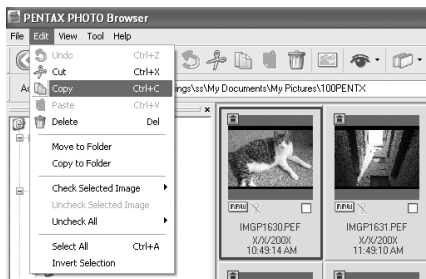 PENTAX PHOTO Browser
File Edit View Tool Help
Undo Ctrl+Z
Cut Ctrl+X
Copy Ctrl+C
ngs\ss\My Documents\My Pictures\100PENTX
Paste Ctrl+V
Delete Del
Move to Folder
Copy to Folder
Check Selected Image
Uncheck Selected Image
Uncheck All
Select All Ctrl+A
Invert Selection
IMGP1630.PEF
X/X/200X
10:49:14 AM
IMGP1631.PEF
X/X/200X
11:49:10 AM